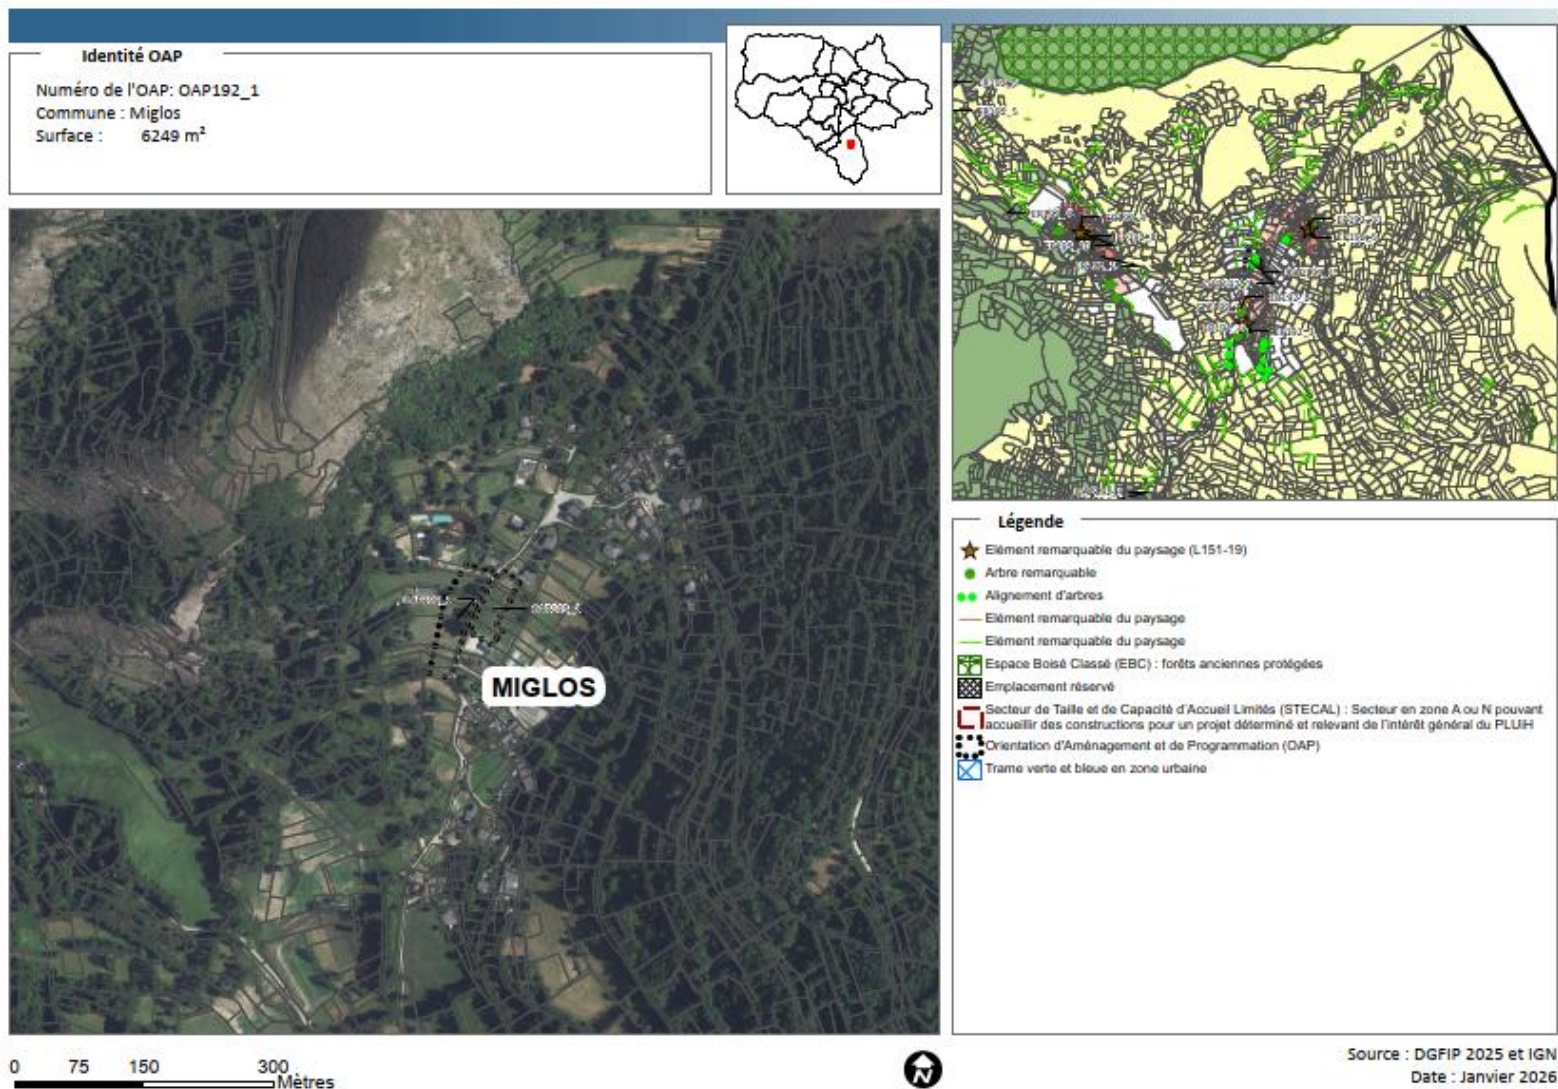 Identité OAP
Numéro de l'OAP: OAP192_1
Commune : Miglos
Surface : 6249 m²
MIGLOS
Légende
Elément remarquable du paysage (L151-19)
Arbre remarquable
Alignement d'arbres
Elément remarquable du paysage
Elément remarquable du paysage
Espace Boisé Classé (EBC) : forêts anciennes protégées
Emplacement réservé
Secteur de Taille et de Capacité d'Accueil Limités (STECAL) : Secteur en zone A ou N pouvant
accueillir des constructions pour un projet déterminé et relevant de l'intérêt général du PLUiH
Orientation d'Aménagement et de Programmation (OAP)
Trame verte et bleue en zone urbaine
0 75 150 300
Mètres
N
Source : DGFIP 2025 et IGN
Date : Janvier 2026